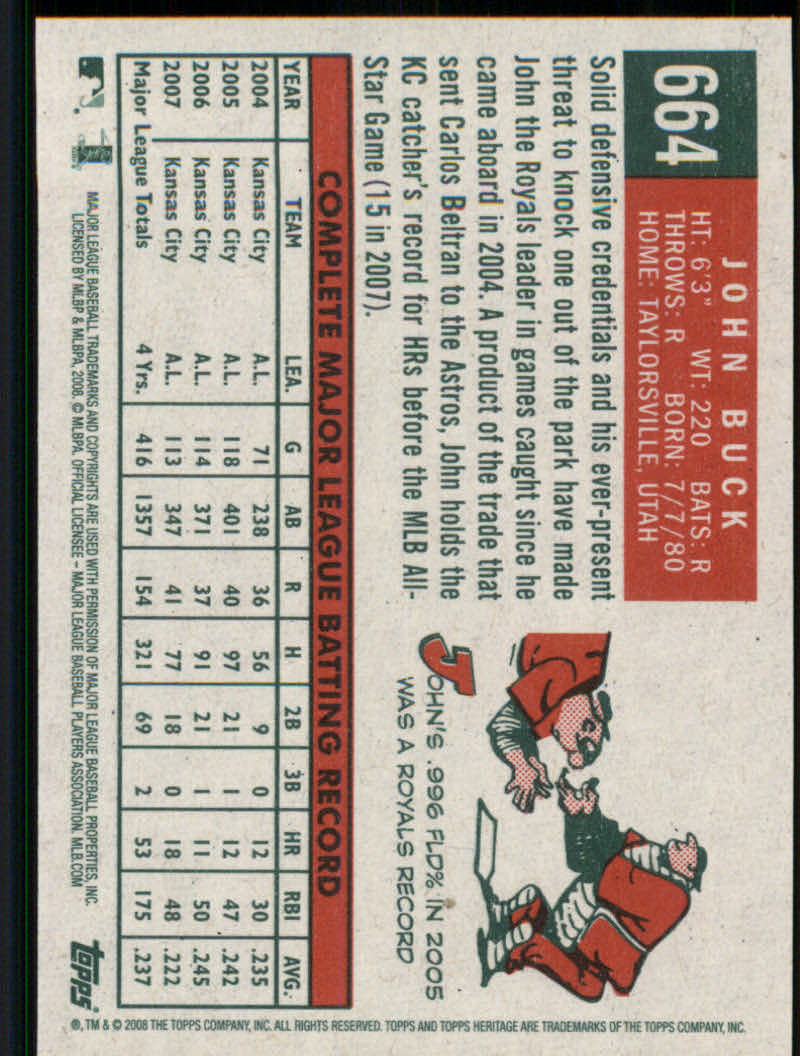 664
JOHN BUCK
HT: 6'3" WT: 220 BATS: R
THROWS: R BORN: 7/7/80
HOME: TAYLORSVILLE, UTAH
Solid defensive credentials and his ever-present
threat to knock one out of the park have made
John the Royals leader in games caught since he
came aboard in 2004. A product of the trade that
sent Carlos Beltran to the Astros, John holds the
KC catcher's record for HRs before the MLB All-
Star Game (15 in 2007).
JOHN'S .996 FLD% IN 2005
WAS A ROYALS RECORD
COMPLETE MAJOR LEAGUE BATTING RECORD
YEAR TEAM LEA. G AB R H 2B 3B HR RBI AVG.
2004 Kansas City A.L. 71 238 36 56 9 0 12 30 .235
2005 Kansas City A.L. 118 401 40 97 21 1 12 47 .242
2006 Kansas City A.L. 114 371 37 91 21 1 11 50 .245
2007 Kansas City A.L. 113 347 41 77 18 0 18 48 .222
Major League Totals 4 Yrs. 416 1357 154 321 69 2 53 175 .237
MAJOR LEAGUE BASEBALL TRADEMARKS AND COPYRIGHTS ARE USED WITH PERMISSION OF MAJOR LEAGUE BASEBALL PROPERTIES, INC.
LICENSED BY MLBP & MLBPA, 2008. © MLBPA. OFFICIAL LICENSEE – MAJOR LEAGUE BASEBALL PLAYERS ASSOCIATION. MLB.COM
topps
®, TM & © 2008 THE TOPPS COMPANY, INC. ALL RIGHTS RESERVED. TOPPS AND TOPPS HERITAGE ARE TRADEMARKS OF THE TOPPS COMPANY, INC.